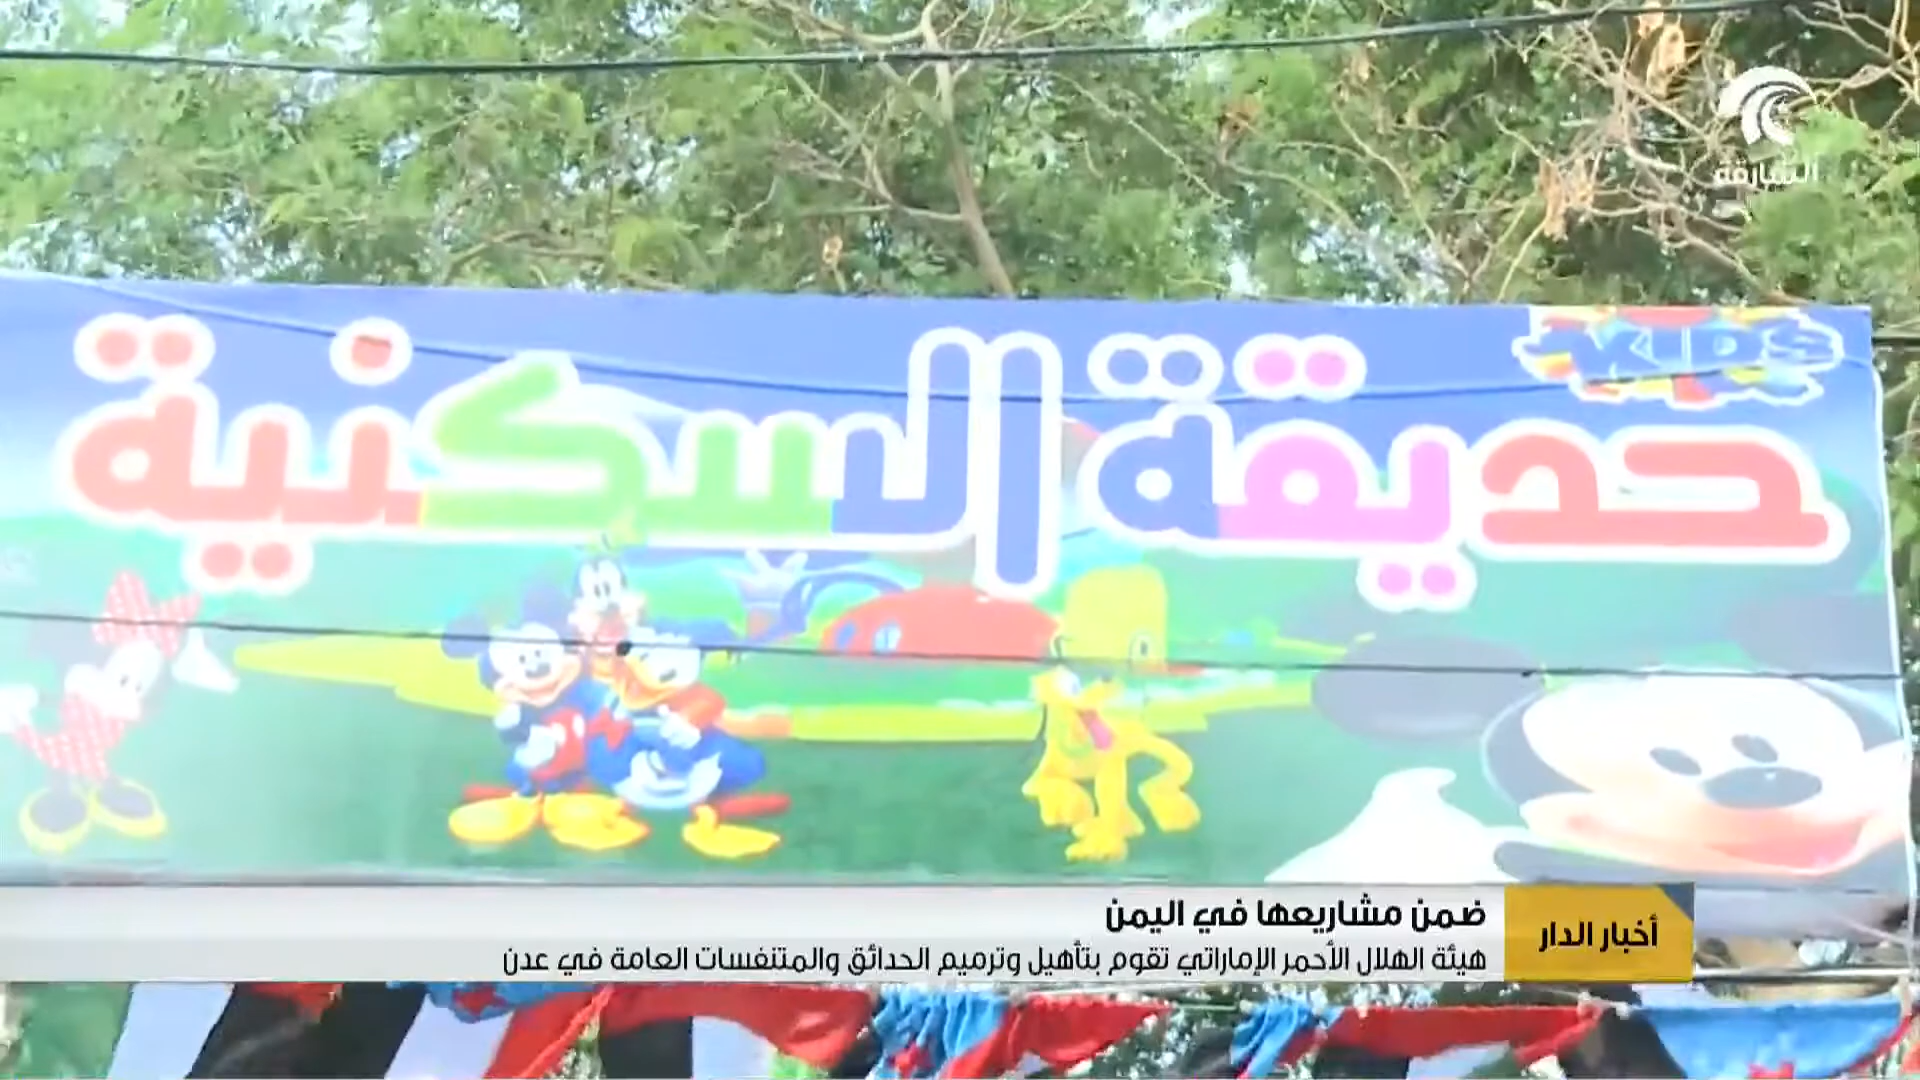 الشارقة
KIDS
حديقة السكنية
أخبار الدار
ضمن مشاريعها في اليمن
هيئة الهلال الأحمر الإماراتي تقوم بتأهيل وترميم الحدائق والمتنفسات العامة في عدن